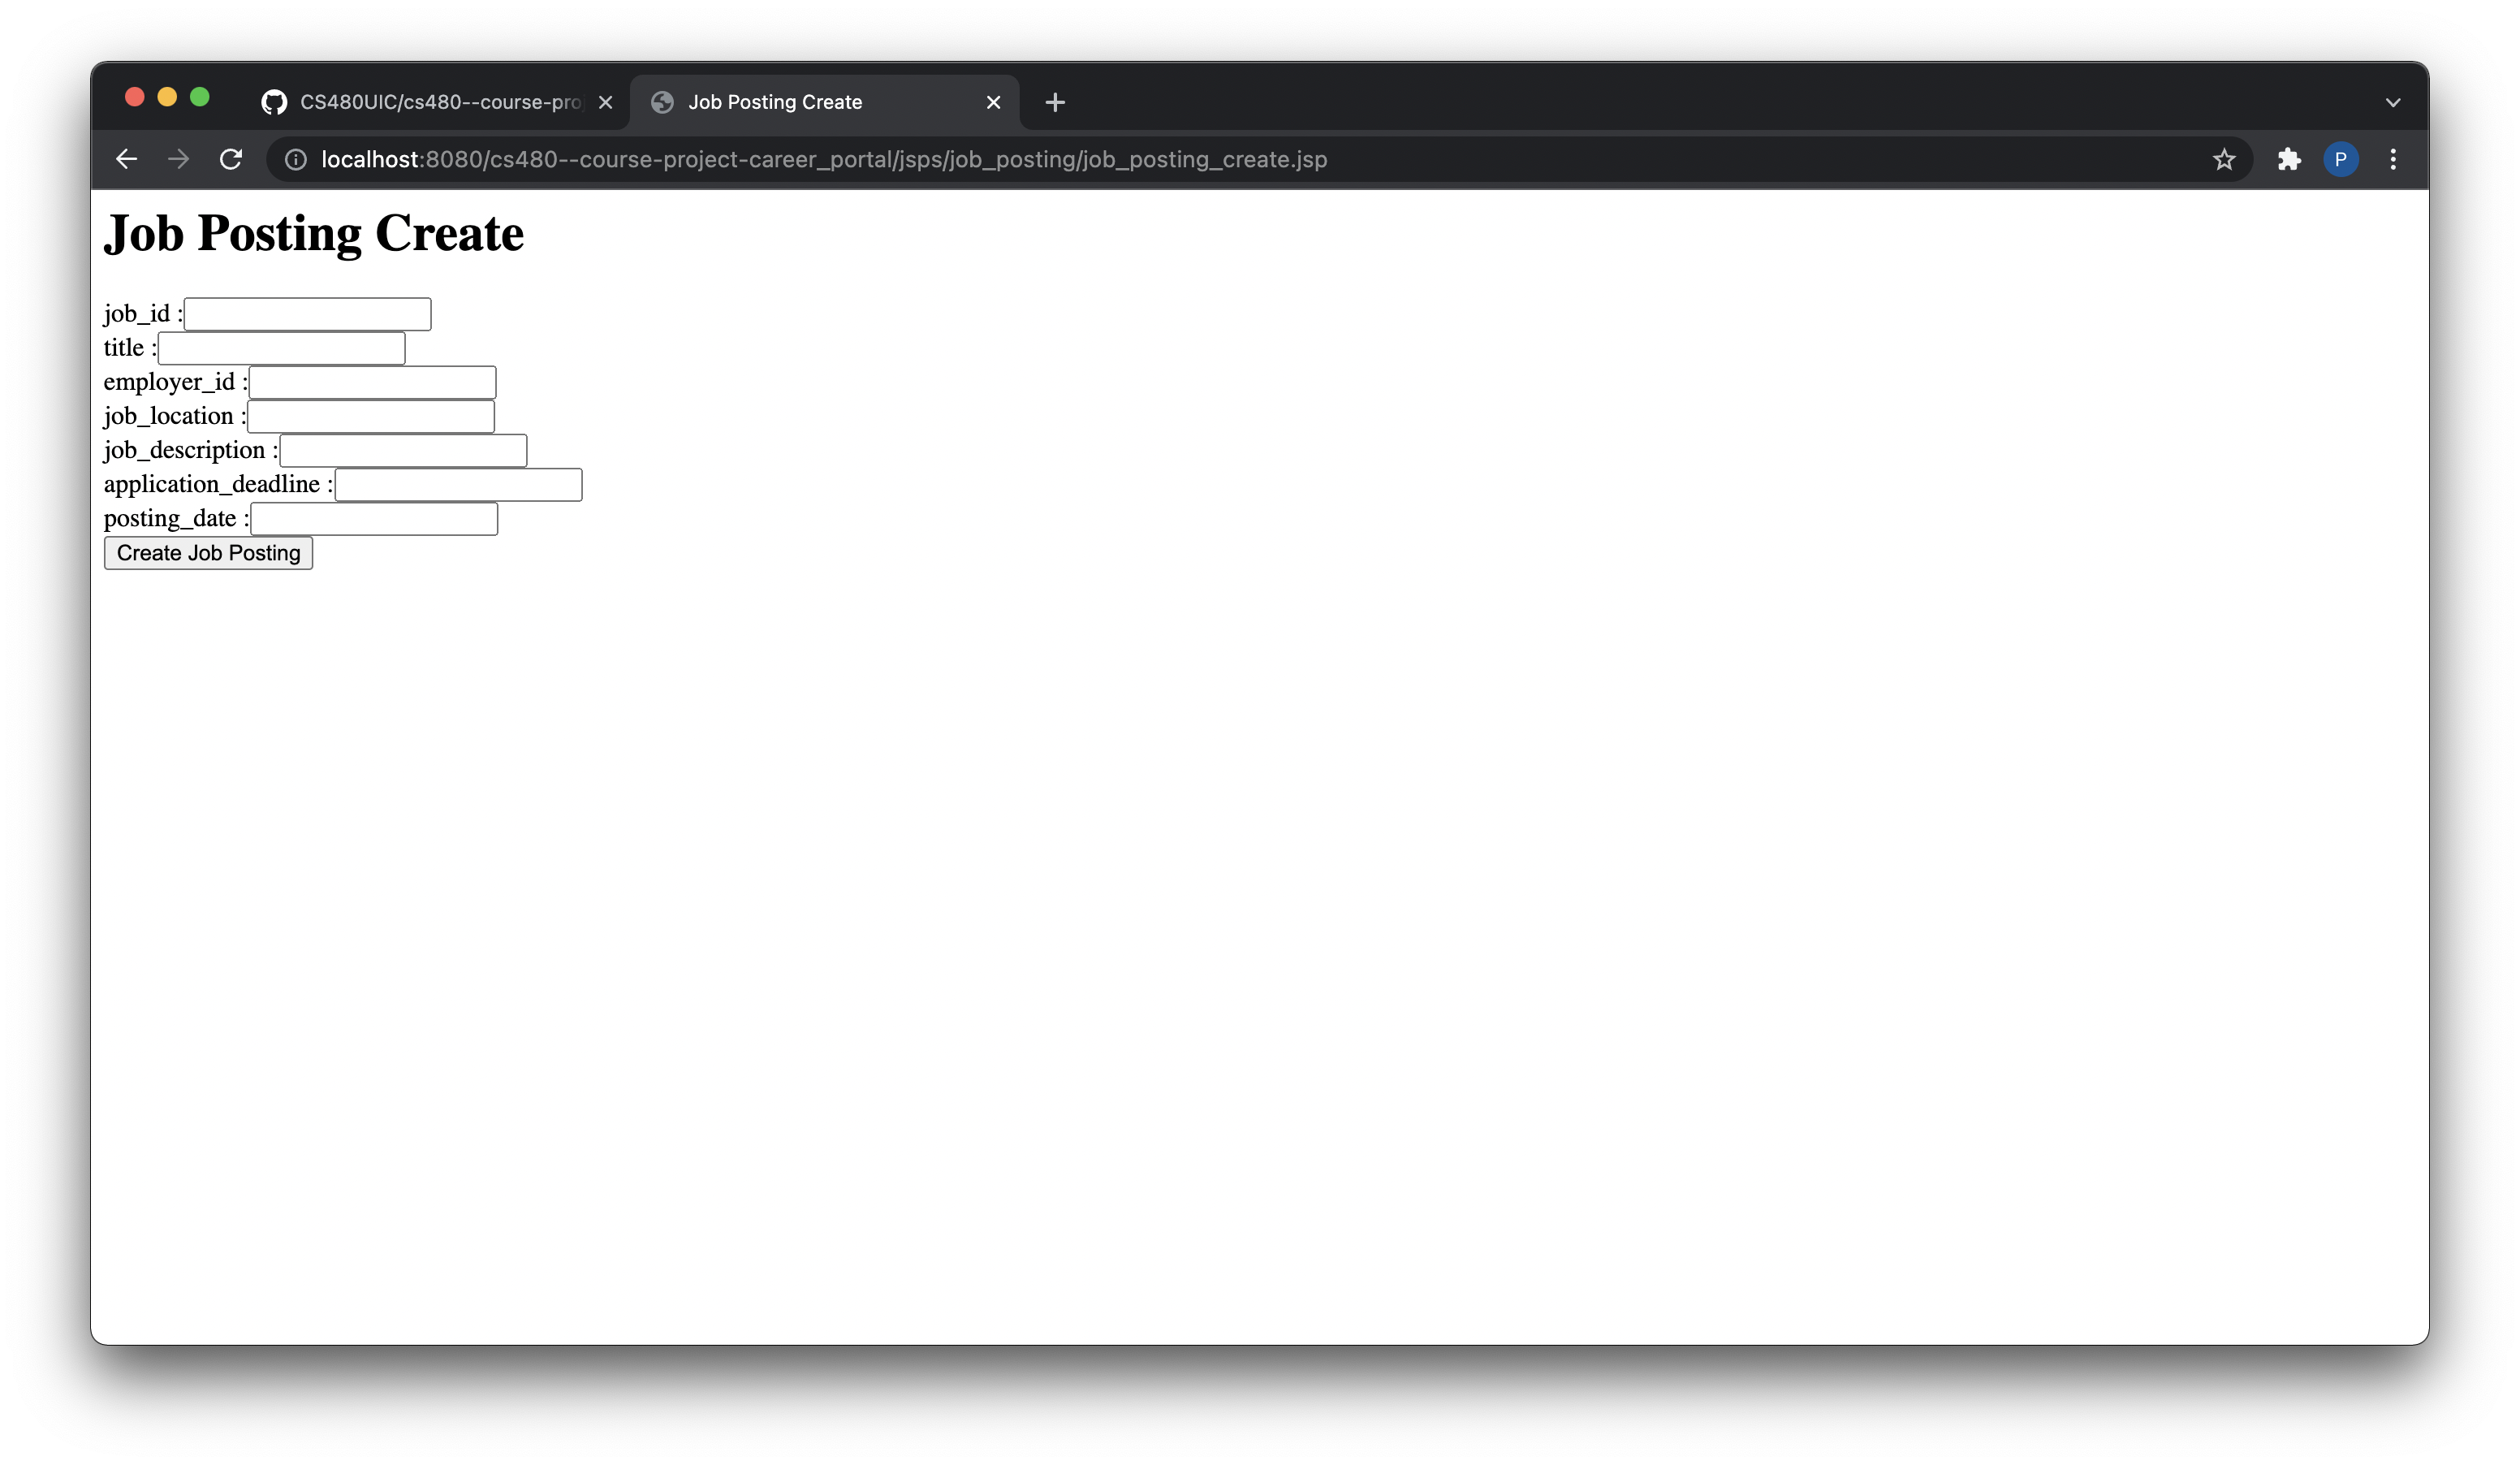 CS480UIC/cs480--course-pro
Job Posting Create
localhost:8080/cs480--course-project-career_portal/jsps/job_posting/job_posting_create.jsp
P
Job Posting Create
job_id :
title :
employer_id :
job_location :
job_description :
application_deadline :
posting_date :
Create Job Posting